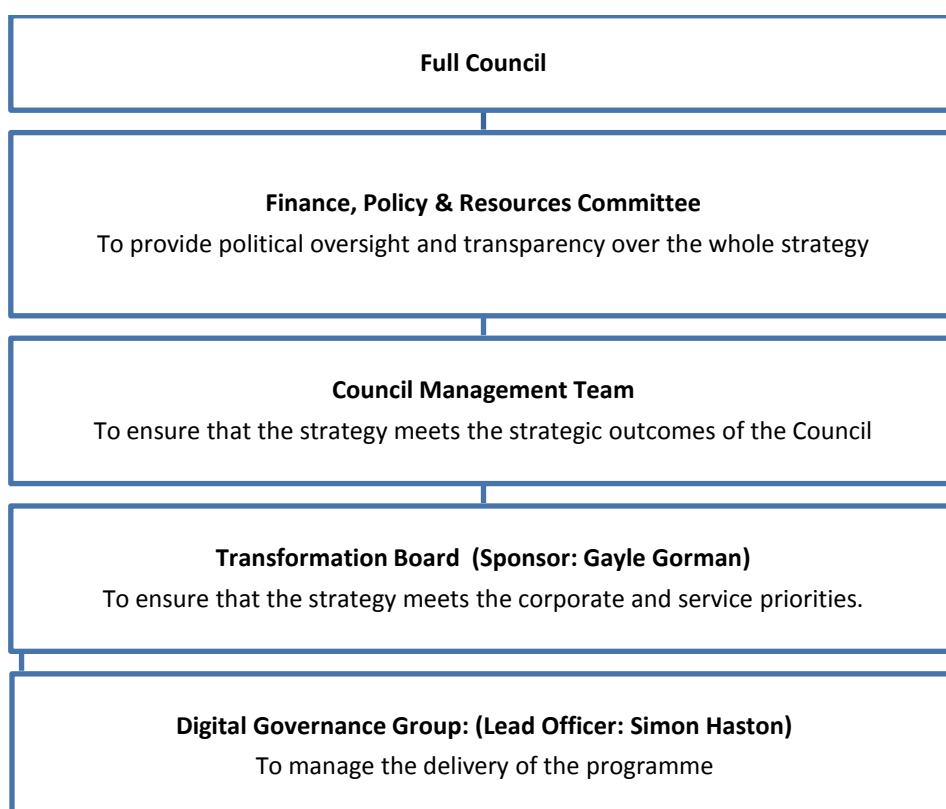 Full Council
Finance, Policy & Resources Committee
To provide political oversight and transparency over the whole strategy
Council Management Team
To ensure that the strategy meets the strategic outcomes of the Council
Transformation Board  (Sponsor: Gayle Gorman)
To ensure that the strategy meets the corporate and service priorities.
Digital Governance Group: (Lead Officer: Simon Haston)
To manage the delivery of the programme